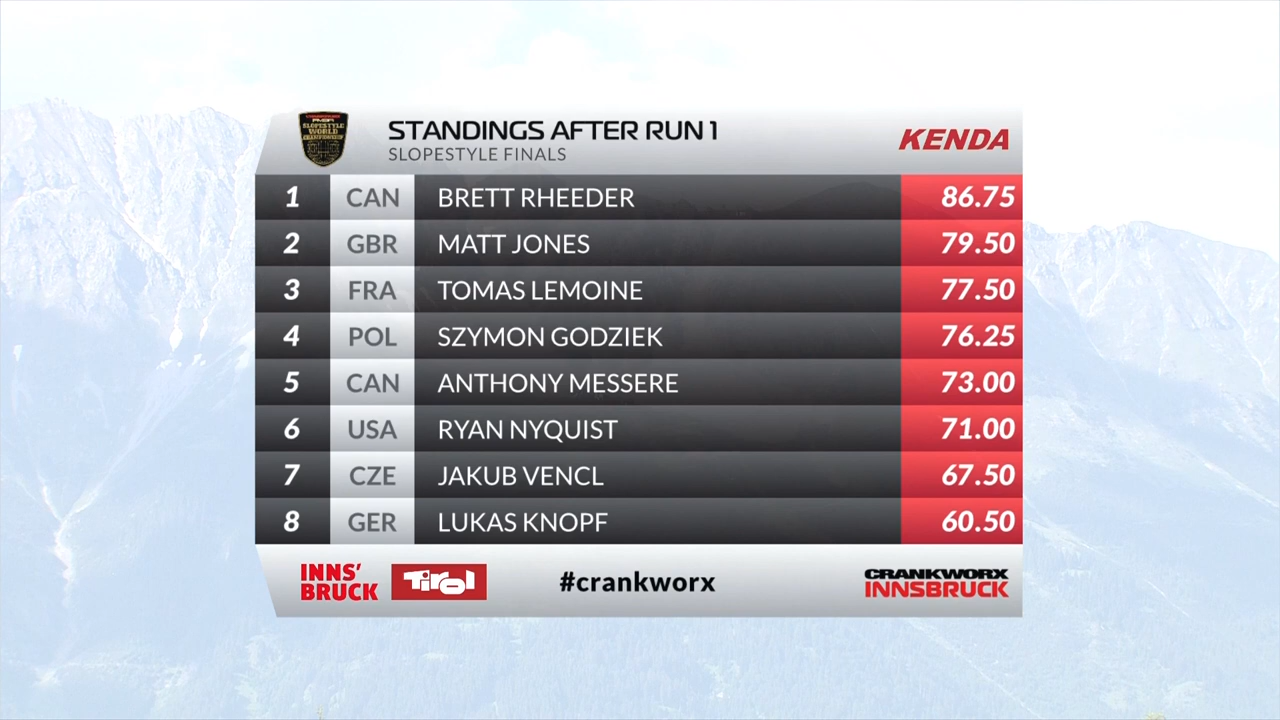 SLOPESTYLE
WORLD
CHAMPIONSHIP
STANDINGS AFTER RUN 1
SLOPESTYLE FINALS
KENDA
1 CAN BRETT RHEEDER 86.75
2 GBR MATT JONES 79.50
3 FRA TOMAS LEMOINE 77.50
4 POL SZYMON GODZIEK 76.25
5 CAN ANTHONY MESSERE 73.00
6 USA RYAN NYQUIST 71.00
7 CZE JAKUB VENCL 67.50
8 GER LUKAS KNOPF 60.50
INNS'
BRUCK
Tirol
#crankworx
CRANKWORX
INNSBRUCK